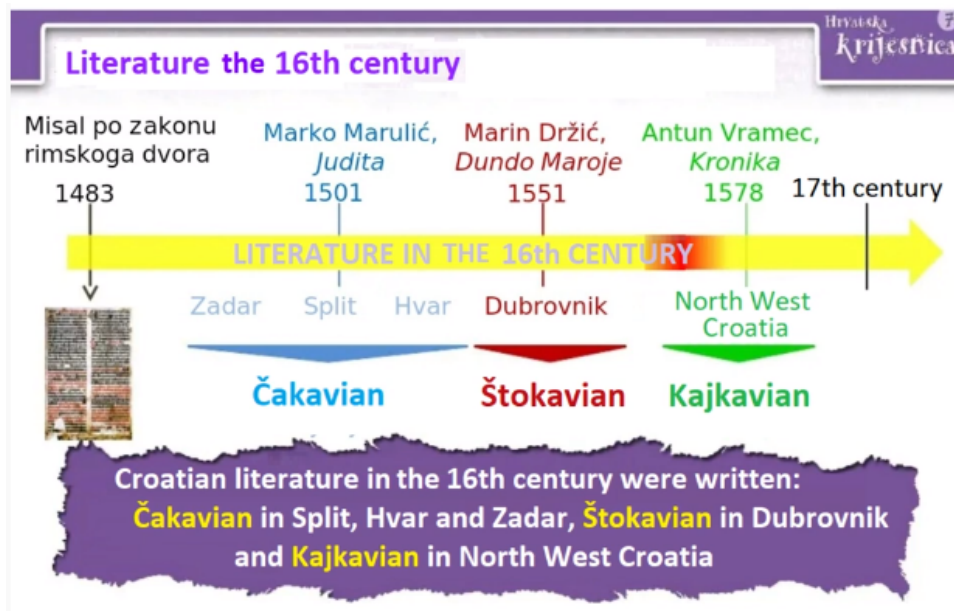 Hrvatska
krijesnica
Literature the 16th century
Misal po zakonu
rimskoga dvora
1483
Marko Marulić,
Judita
1501
Marin Držić,
Dundo Maroje
1551
Antun Vramec,
Kronika
1578
17th century
LITERATURE IN THE 16th CENTURY
Zadar Split Hvar
Dubrovnik
North West
Croatia
Čakavian
Štokavian
Kajkavian
Croatian literature in the 16th century were written:
Čakavian in Split, Hvar and Zadar, Štokavian in Dubrovnik
and Kajkavian in North West Croatia